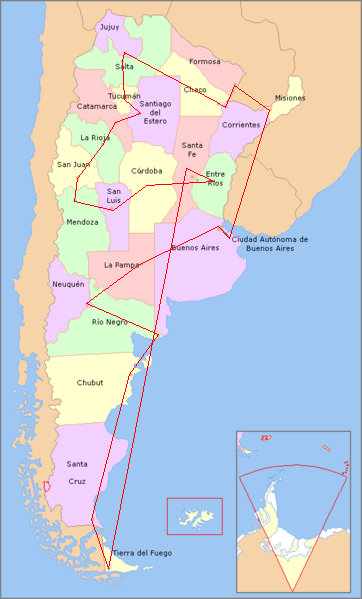 Jujuy
Salta
Formosa
Chaco
Misiones
Tucumán
Catamarca
Santiago
del
Estero
Corrientes
La Rioja
Santa
Fe
San Juan
Córdoba
Entre
Ríos
San
Luis
Mendoza
Ciudad Autónoma de
Buenos Aires
Buenos Aires
La Pampa
Neuquén
Río Negro
Chubut
Santa
Cruz
Tierra del Fuego